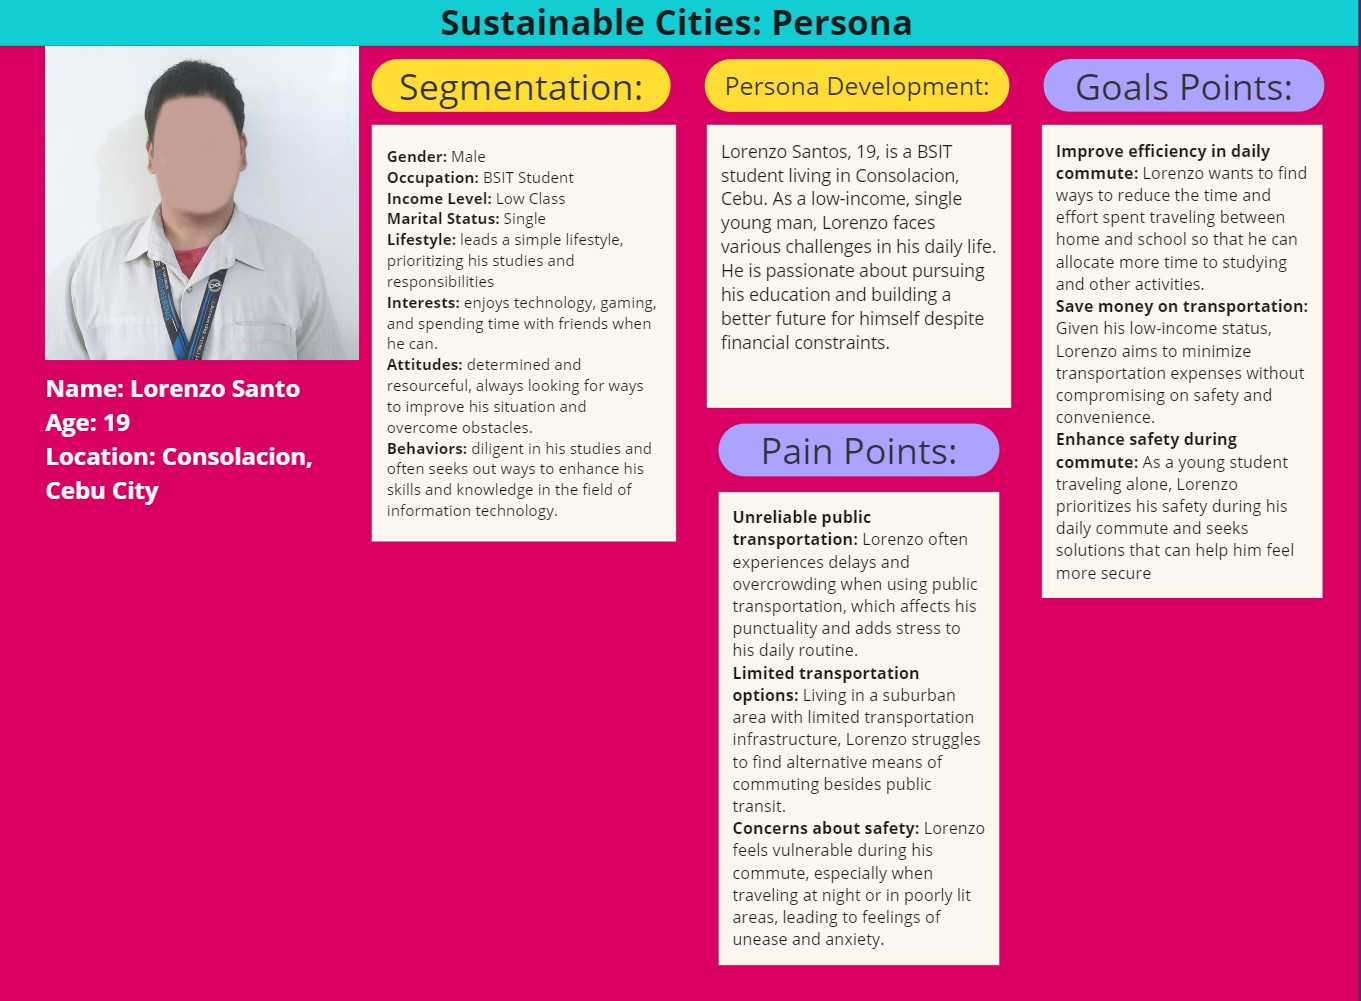 Sustainable Cities: Persona
Name: Lorenzo Santo
Age: 19
Location: Consolacion,
Cebu City
Segmentation:
Gender: Male
Occupation: BSIT Student
Income Level: Low Class
Marital Status: Single
Lifestyle: leads a simple lifestyle,
prioritizing his studies and
responsibilities
Interests: enjoys technology, gaming,
and spending time with friends when
he can.
Attitudes: determined and
resourceful, always looking for ways
to improve his situation and
overcome obstacles.
Behaviors: diligent in his studies and
often seeks out ways to enhance his
skills and knowledge in the field of
information technology.
Persona Development:
Lorenzo Santos, 19, is a BSIT
student living in Consolacion,
Cebu. As a low-income, single
young man, Lorenzo faces
various challenges in his daily life.
He is passionate about pursuing
his education and building a
better future for himself despite
financial constraints.
Pain Points:
Unreliable public
transportation: Lorenzo often
experiences delays and
overcrowding when using public
transportation, which affects his
punctuality and adds stress to
his daily routine.
Limited transportation
options: Living in a suburban
area with limited transportation
infrastructure, Lorenzo struggles
to find alternative means of
commuting besides public
transit.
Concerns about safety: Lorenzo
feels vulnerable during his
commute, especially when
traveling at night or in poorly lit
areas, leading to feelings of
unease and anxiety.
Goals Points:
Improve efficiency in daily
commute: Lorenzo wants to find
ways to reduce the time and
effort spent traveling between
home and school so that he can
allocate more time to studying
and other activities.
Save money on transportation:
Given his low-income status,
Lorenzo aims to minimize
transportation expenses without
compromising on safety and
convenience.
Enhance safety during
commute: As a young student
traveling alone, Lorenzo
prioritizes his safety during his
daily commute and seeks
solutions that can help him feel
more secure